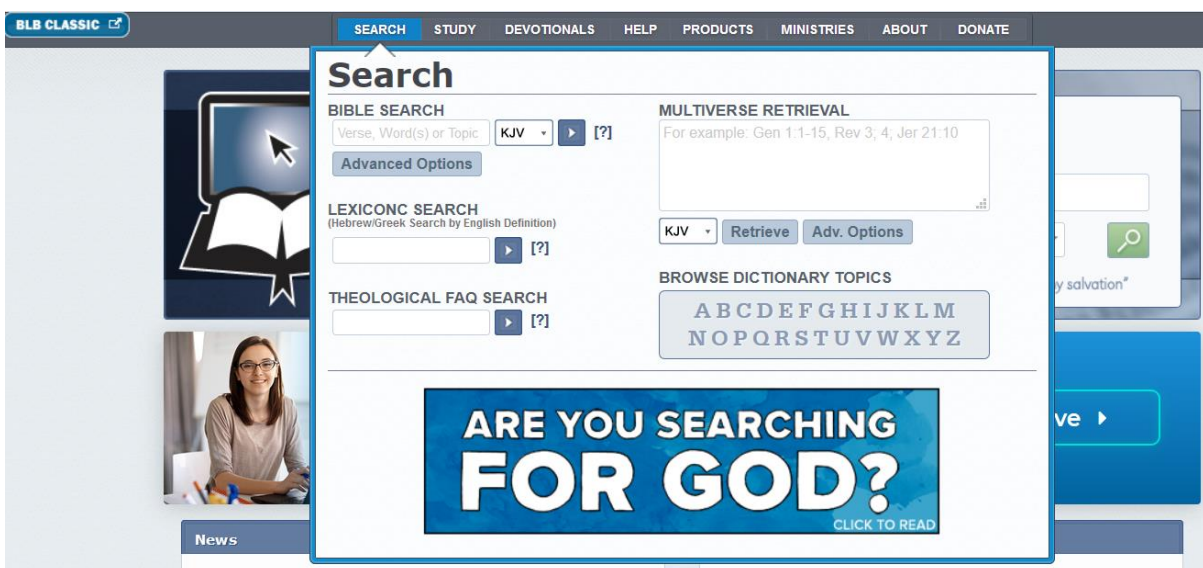 BLB CLASSIC
SEARCH STUDY DEVOTIONALS HELP PRODUCTS MINISTRIES ABOUT DONATE
Search
BIBLE SEARCH
Verse, Word(s) or Topic KJV [?]
Advanced Options
LEXICONC SEARCH
(Hebrew/Greek Search by English Definition)
[?]
THEOLOGICAL FAQ SEARCH
[?]
MULTIVERSE RETRIEVAL
For example: Gen 1:1-15, Rev 3; 4; Jer 21:10
KJV Retrieve Adv. Options
BROWSE DICTIONARY TOPICS
A B C D E F G H I J K L M
N O P Q R S T U V W X Y Z
ARE YOU SEARCHING
FOR GOD?
CLICK TO READ
salvation"
News